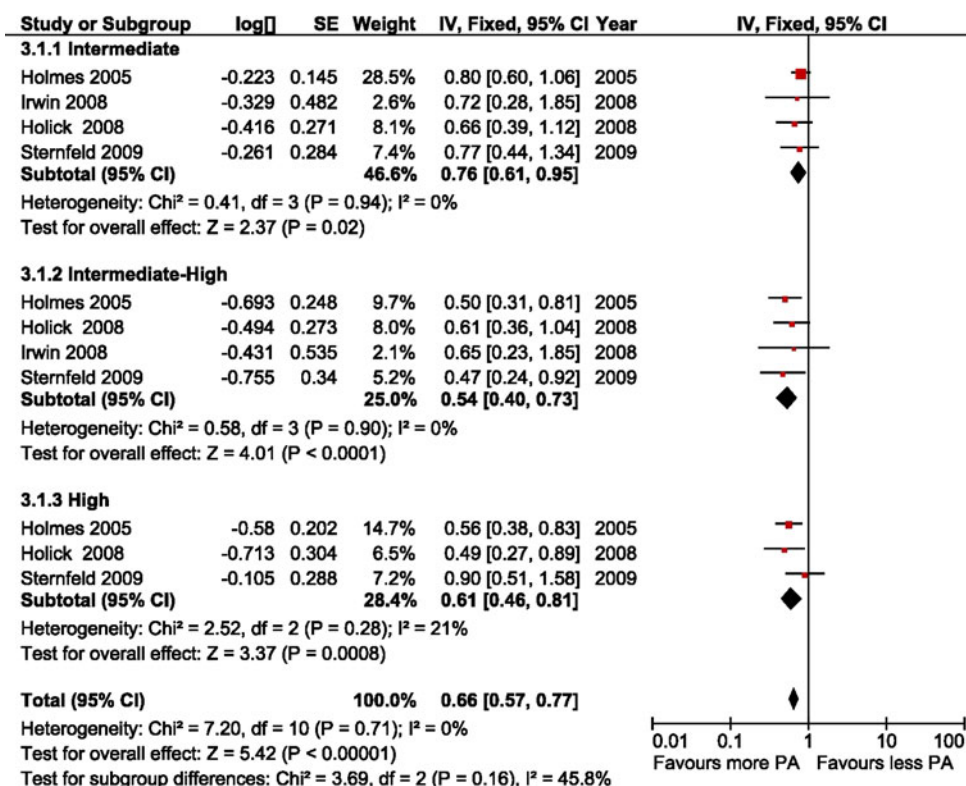 Study or Subgroup log[] SE Weight IV, Fixed, 95% CI Year IV, Fixed, 95% CI
3.1.1 Intermediate
Holmes 2005 -0.223 0.145 28.5% 0.80 [0.60, 1.06] 2005
Irwin 2008 -0.329 0.482 2.6% 0.72 [0.28, 1.85] 2008
Holick 2008 -0.416 0.271 8.1% 0.66 [0.39, 1.12] 2008
Sternfeld 2009 -0.261 0.284 7.4% 0.77 [0.44, 1.34] 2009
Subtotal (95% CI) 46.6% 0.76 [0.61, 0.95]
Heterogeneity: Chi² = 0.41, df = 3 (P = 0.94); I² = 0%
Test for overall effect: Z = 2.37 (P = 0.02)
3.1.2 Intermediate-High
Holmes 2005 -0.693 0.248 9.7% 0.50 [0.31, 0.81] 2005
Holick 2008 -0.494 0.273 8.0% 0.61 [0.36, 1.04] 2008
Irwin 2008 -0.431 0.535 2.1% 0.65 [0.23, 1.85] 2008
Sternfeld 2009 -0.755 0.34 5.2% 0.47 [0.24, 0.92] 2009
Subtotal (95% CI) 25.0% 0.54 [0.40, 0.73]
Heterogeneity: Chi² = 0.58, df = 3 (P = 0.90); I² = 0%
Test for overall effect: Z = 4.01 (P < 0.0001)
3.1.3 High
Holmes 2005 -0.58 0.202 14.7% 0.56 [0.38, 0.83] 2005
Holick 2008 -0.713 0.304 6.5% 0.49 [0.27, 0.89] 2008
Sternfeld 2009 -0.105 0.288 7.2% 0.90 [0.51, 1.58] 2009
Subtotal (95% CI) 28.4% 0.61 [0.46, 0.81]
Heterogeneity: Chi² = 2.52, df = 2 (P = 0.28); I² = 21%
Test for overall effect: Z = 3.37 (P = 0.0008)
Total (95% CI) 100.0% 0.66 [0.57, 0.77]
Heterogeneity: Chi² = 7.20, df = 10 (P = 0.71); I² = 0%
Test for overall effect: Z = 5.42 (P < 0.00001)
Test for subgroup differences: Chi² = 3.69, df = 2 (P = 0.16), I² = 45.8%
0.01 0.1 1 10 100
Favours more PA Favours less PA